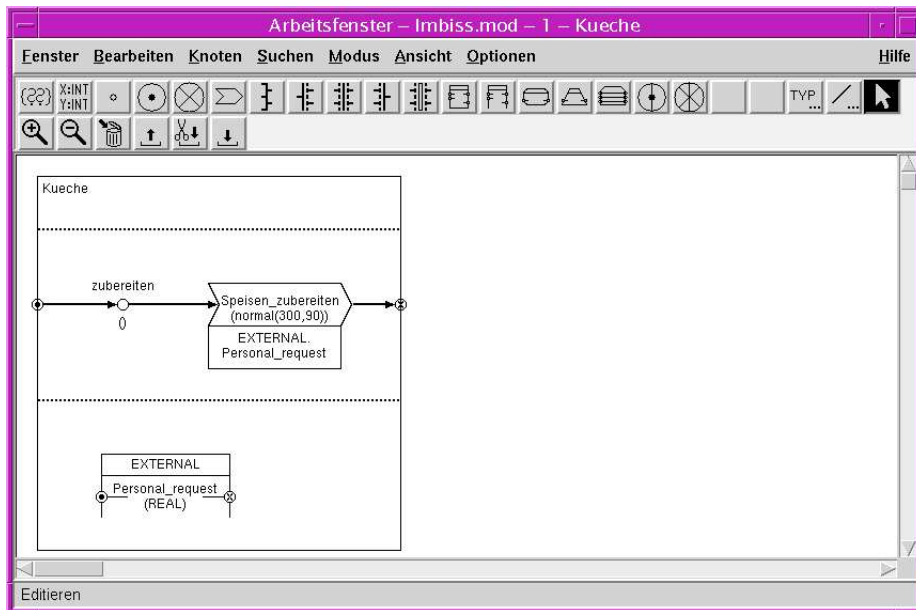 Arbeitsfenster – Imbiss.mod – 1 – Kueche
Fenster Bearbeiten Knoten Suchen Modus Ansicht Optionen Hilfe
{??} X:INT Y:INT TYP...
Kueche
zubereiten
()
Speisen_zubereiten
(normal(300,90))
EXTERNAL.
Personal_request
EXTERNAL
Personal_request
(REAL)
Editieren